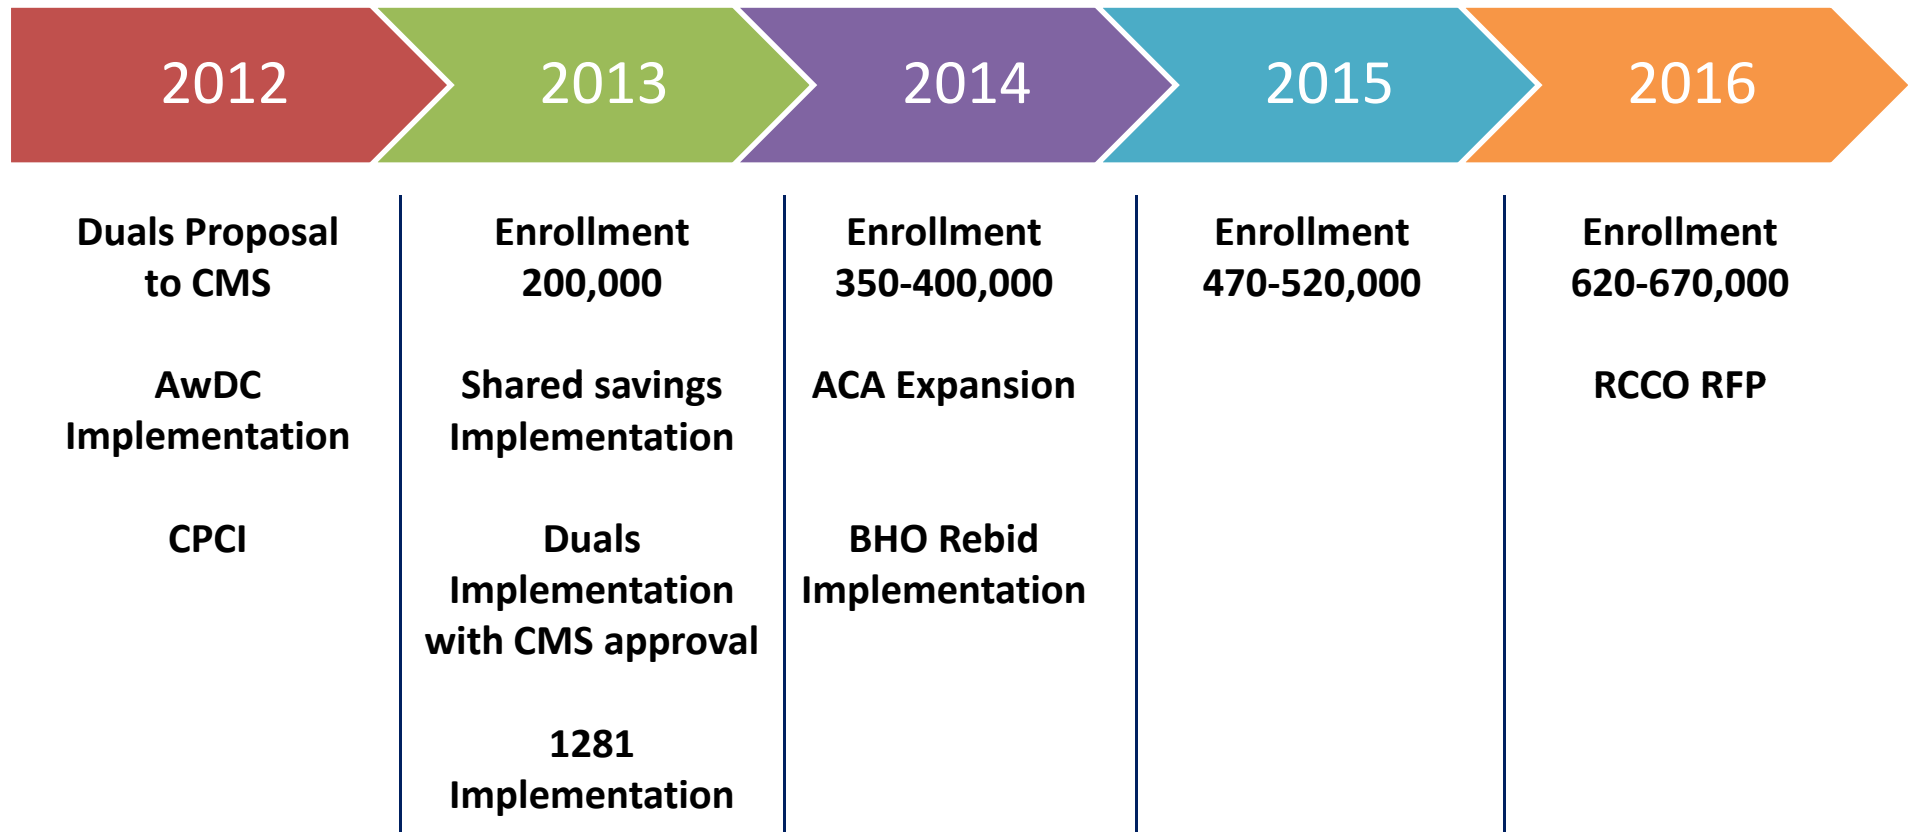 2012
2013
2014
2015
2016
Duals Proposal
to CMS
AwDC
Implementation
CPCI
Enrollment
200,000
Shared savings
Implementation
Duals
Implementation
with CMS approval
1281
Implementation
Enrollment
350-400,000
ACA Expansion
BHO Rebid
Implementation
Enrollment
470-520,000
Enrollment
620-670,000
RCCO RFP